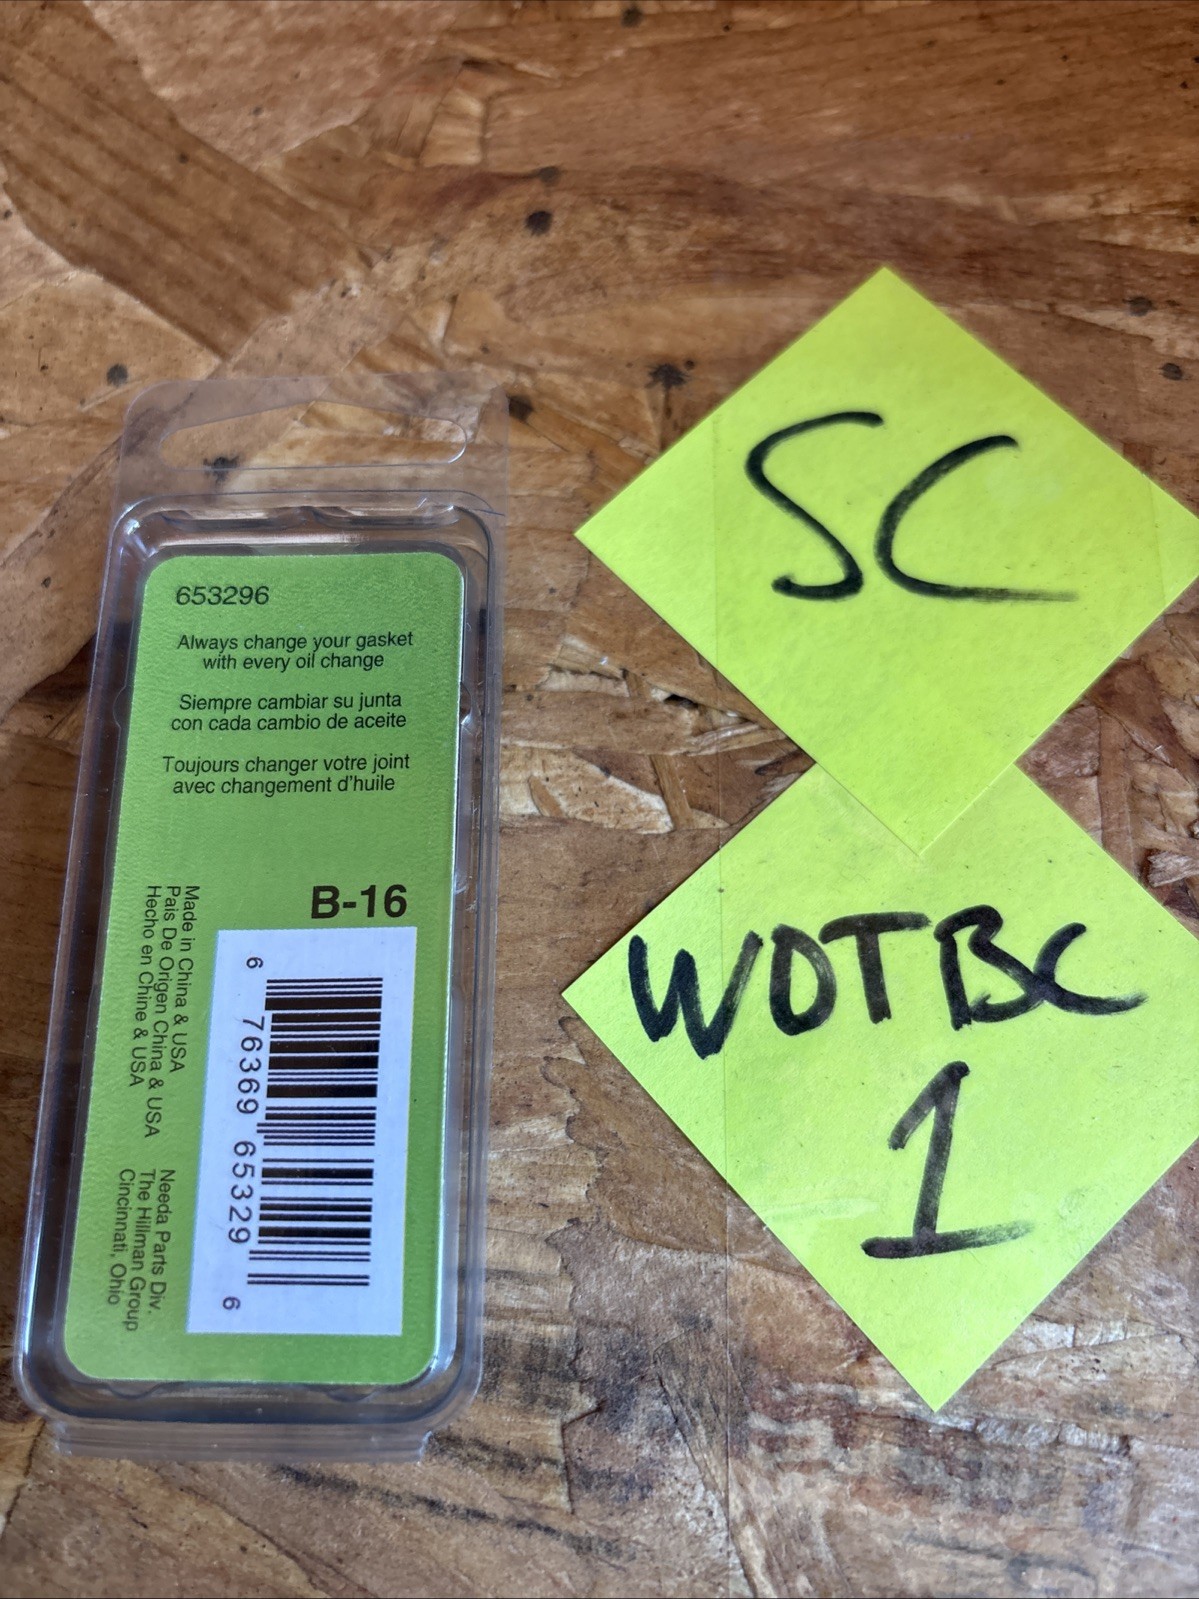 653296
Always change your gasket
with every oil change
Siempre cambiar su junta
con cada cambio de aceite
Toujours changer votre joint
avec changement d'huile
B-16
Made in China & USA
Pais De Origen China & USA
Hecho en Chine & USA
Needa Parts Div.
The Hillman Group
Cincinnati, Ohio
6 76369 65329 6
SC
WOTBC
1